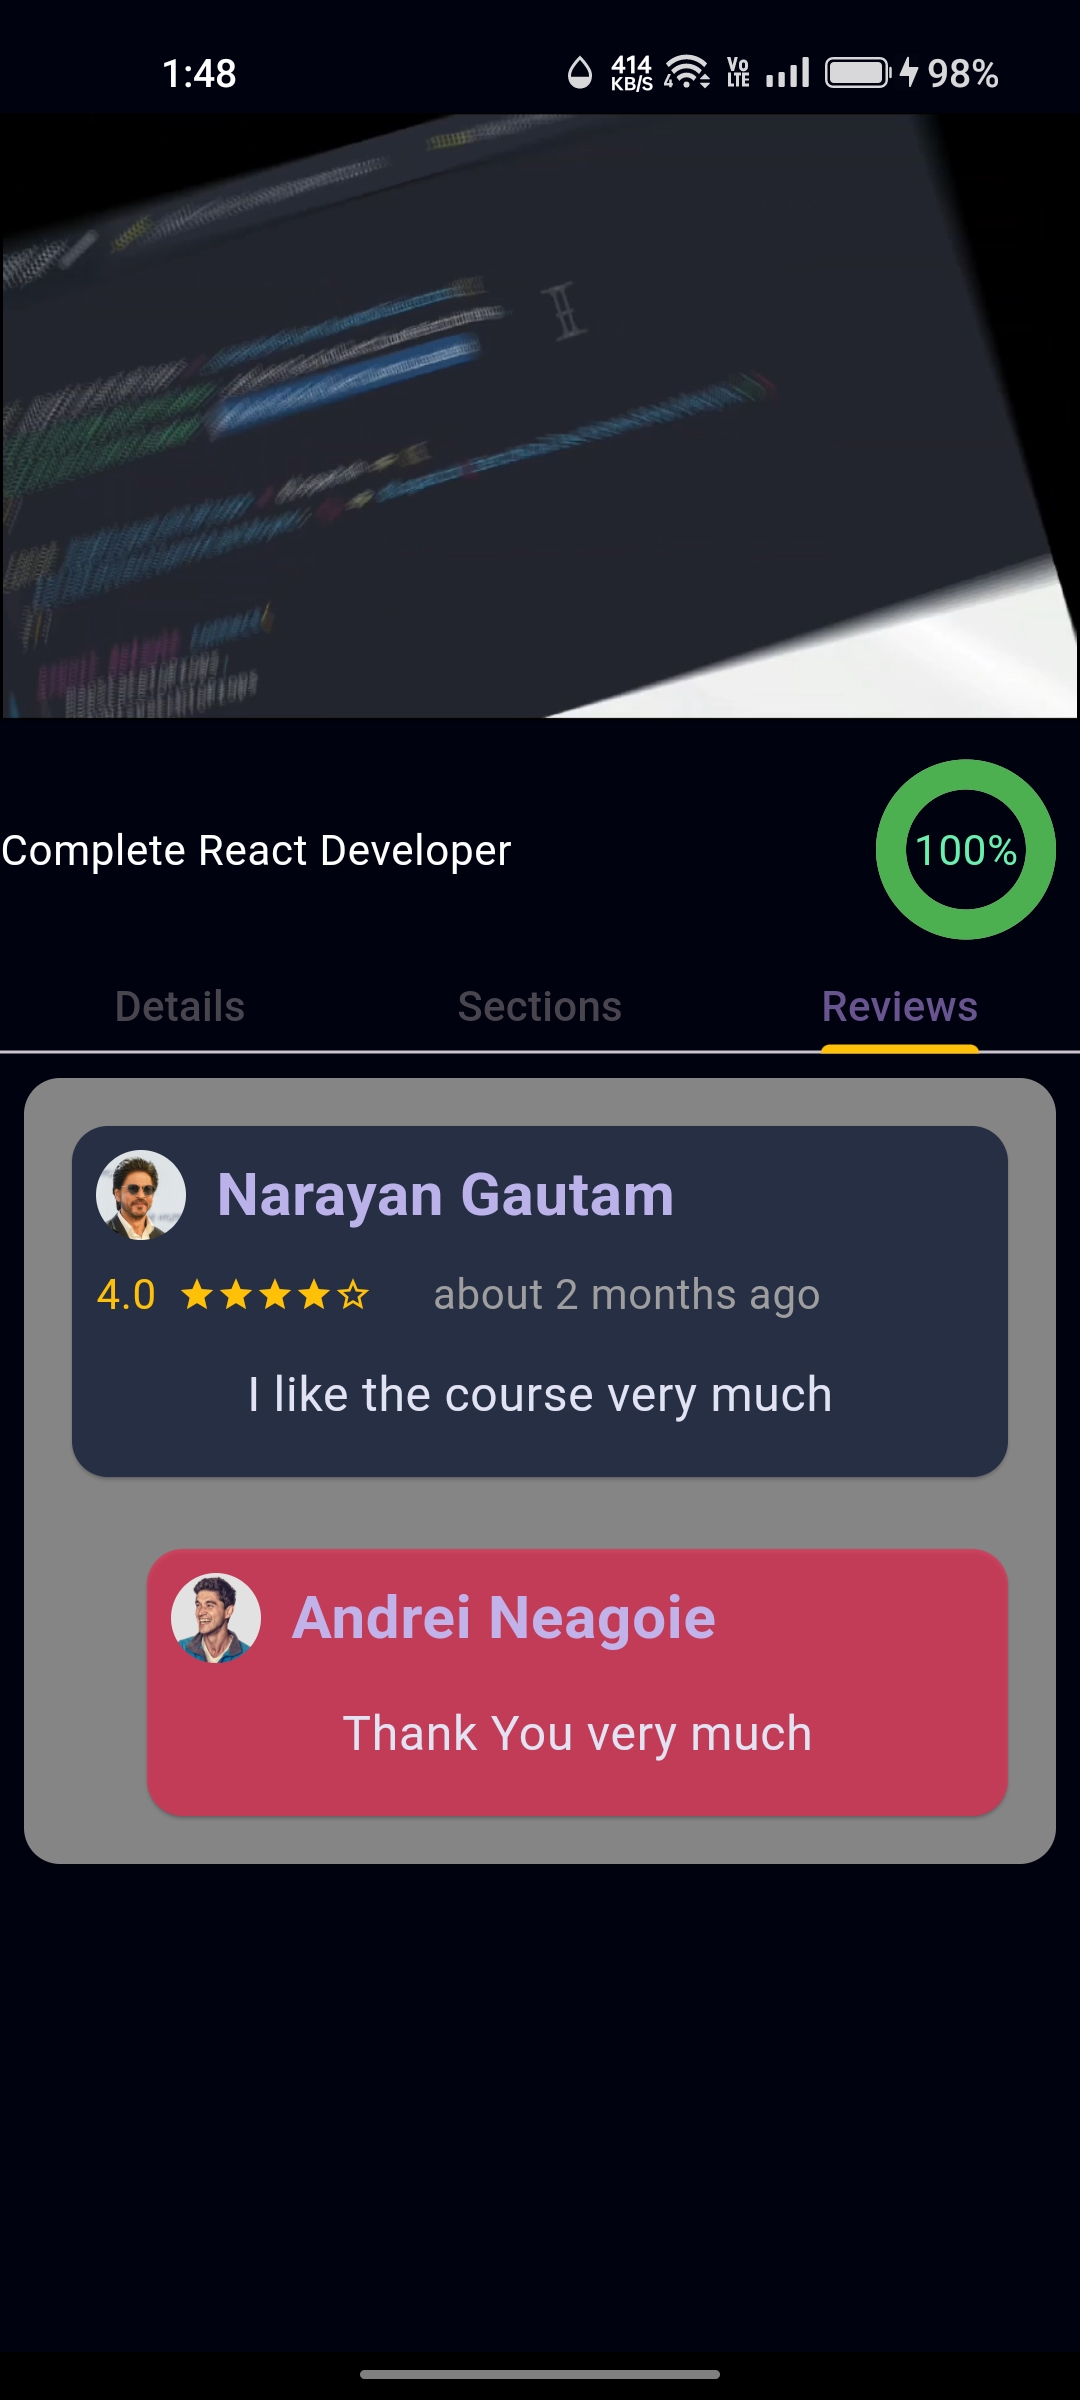 1:48
414
KB/S
4
Vo
LTE
98%
Complete React Developer
100%
Details
Sections
Reviews
Narayan Gautam
4.0
about 2 months ago
I like the course very much
Andrei Neagoie
Thank You very much